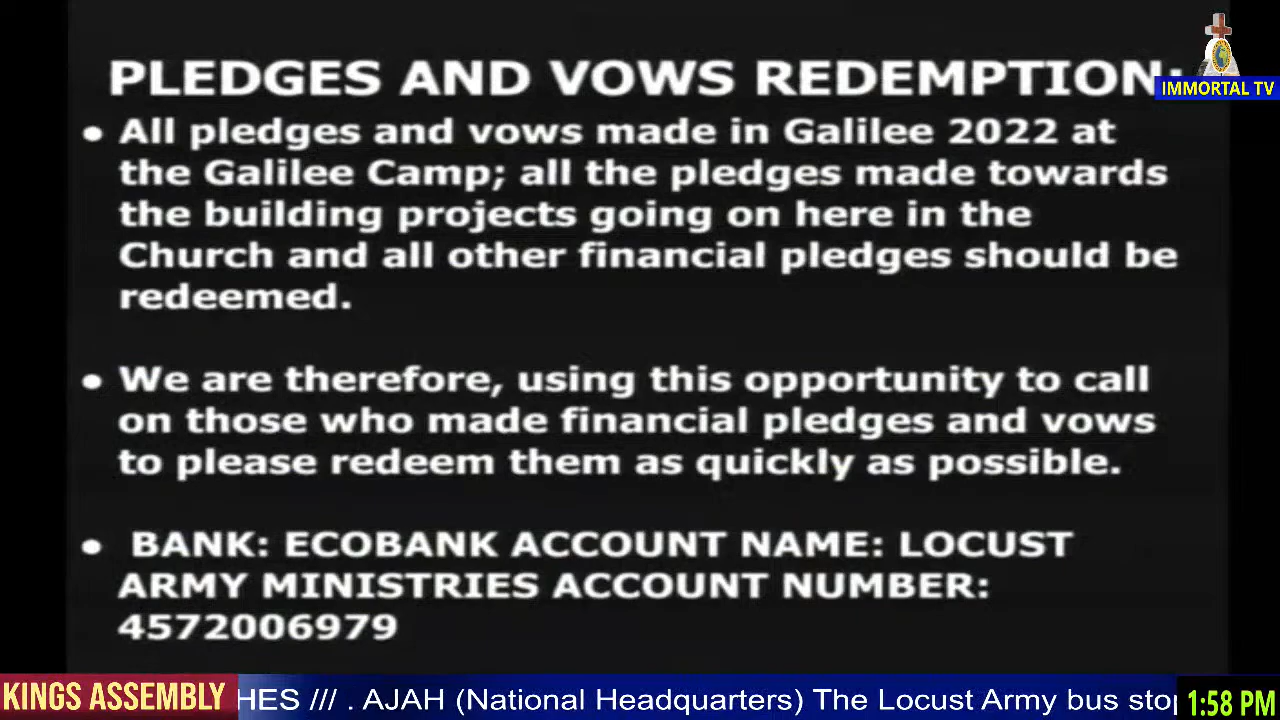 PLEDGES AND VOWS REDEMPTION:
IMMORTAL TV
• All pledges and vows made in Galilee 2022 at
the Galilee Camp; all the pledges made towards
the building projects going on here in the
Church and all other financial pledges should be
redeemed.
• We are therefore, using this opportunity to call
on those who made financial pledges and vows
to please redeem them as quickly as possible.
• BANK: ECOBANK ACCOUNT NAME: LOCUST
ARMY MINISTRIES ACCOUNT NUMBER:
4572006979
KINGS ASSEMBLY HES /// . AJAH (National Headquarters) The Locust Army bus stop 1:58 PM